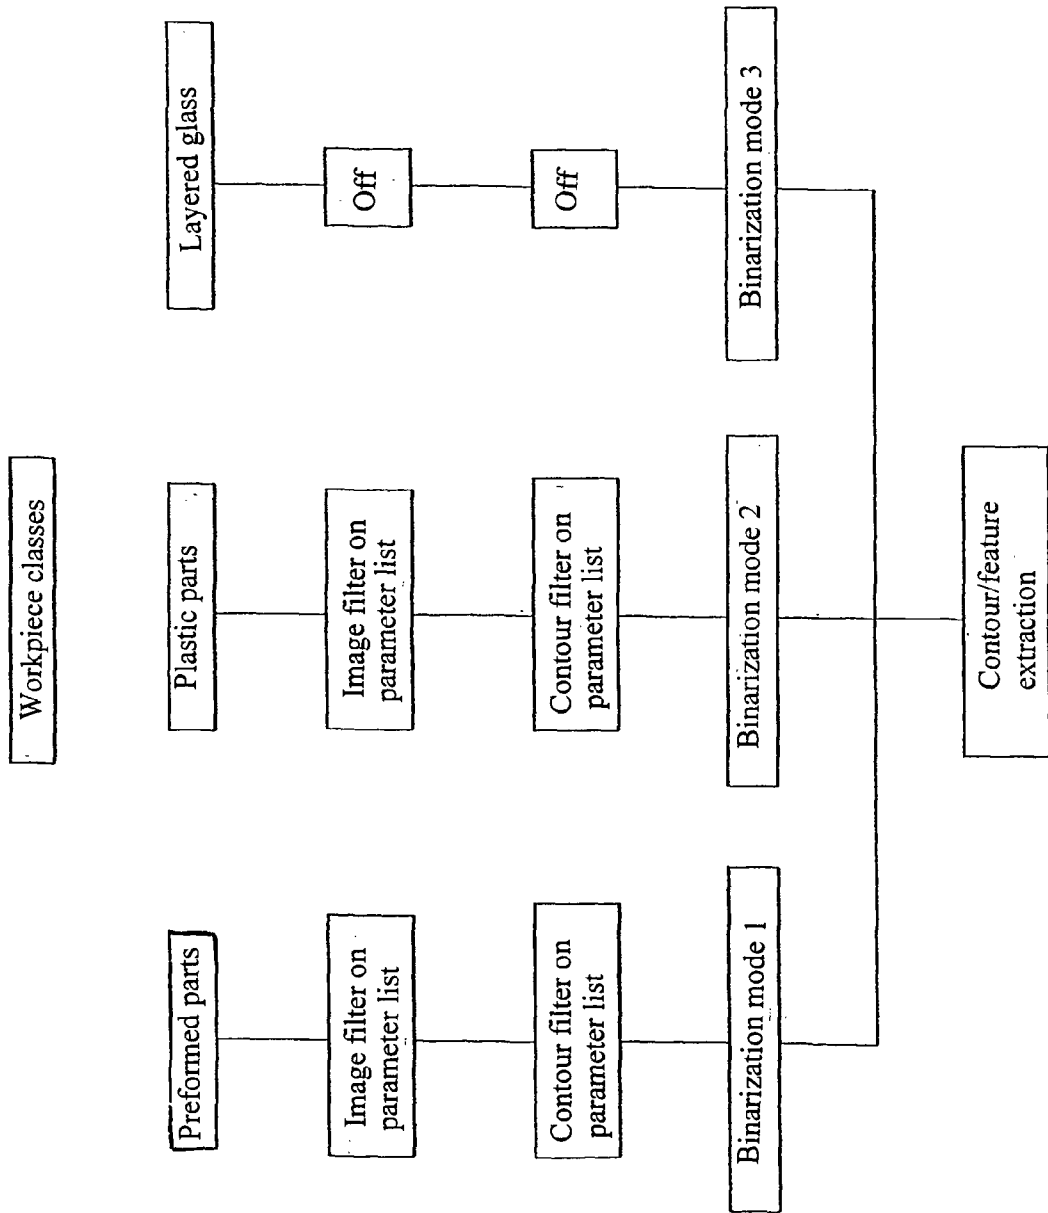 Workpiece classes
Preformed parts
Plastic parts
Layered glass
Image filter on
parameter list
Image filter on
parameter list
Off
Contour filter on
parameter list
Contour filter on
parameter list
Off
Binarization mode 1
Binarization mode 2
Binarization mode 3
Contour/feature
extraction